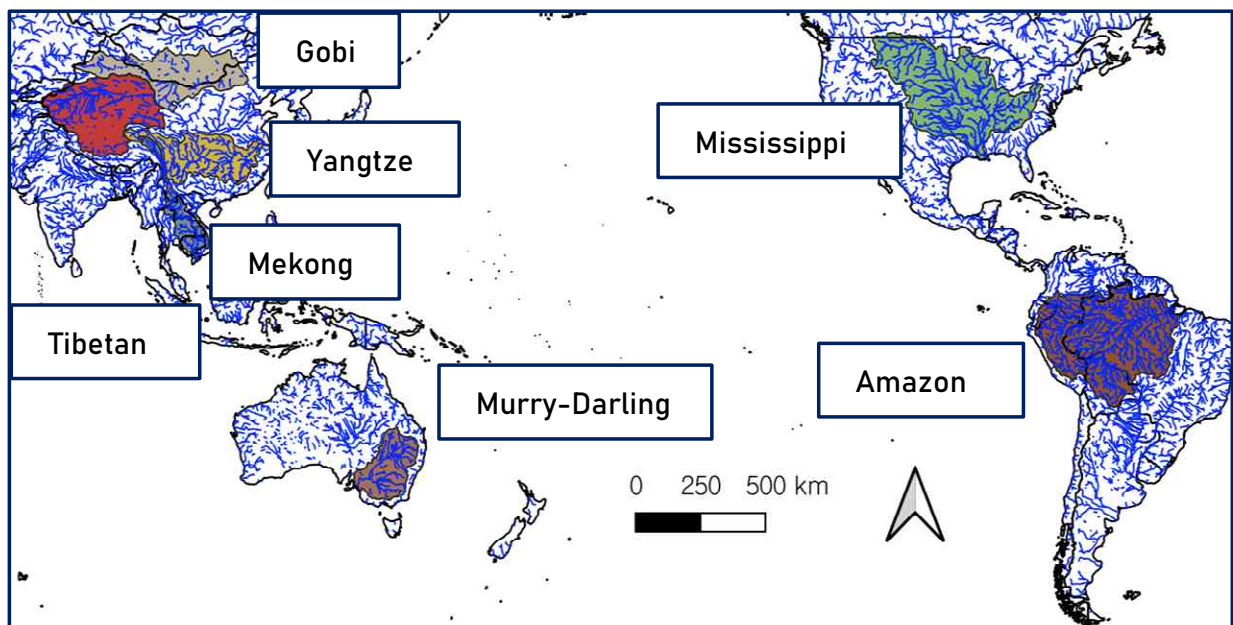 Gobi
Mississippi
Yangtze
Mekong
Tibetan
Amazon
Murry-Darling
0 250 500 km